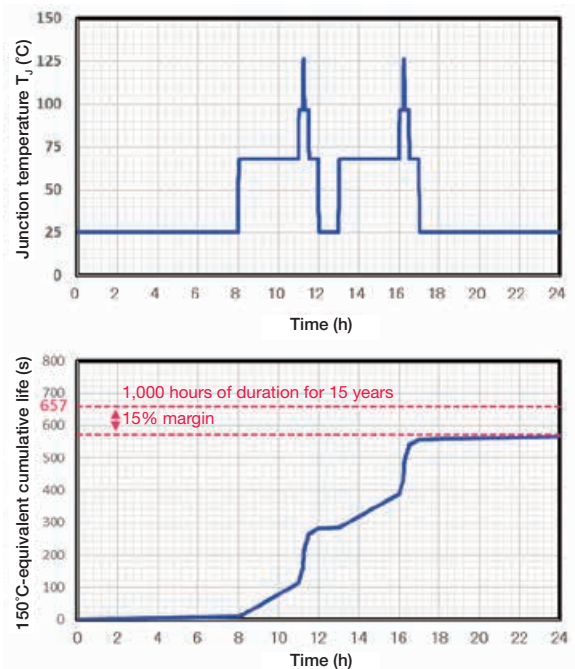 Junction temperature TJ (˚C)
150
125
100
75
50
25
0
0 2 4 6 8 10 12 14 16 18 20 22 24
Time (h)
150˚C-equivalent cumulative life (s)
800
700
657
600
500
400
300
200
100
0
1,000 hours of duration for 15 years
15% margin
0 2 4 6 8 10 12 14 16 18 20 22 24
Time (h)